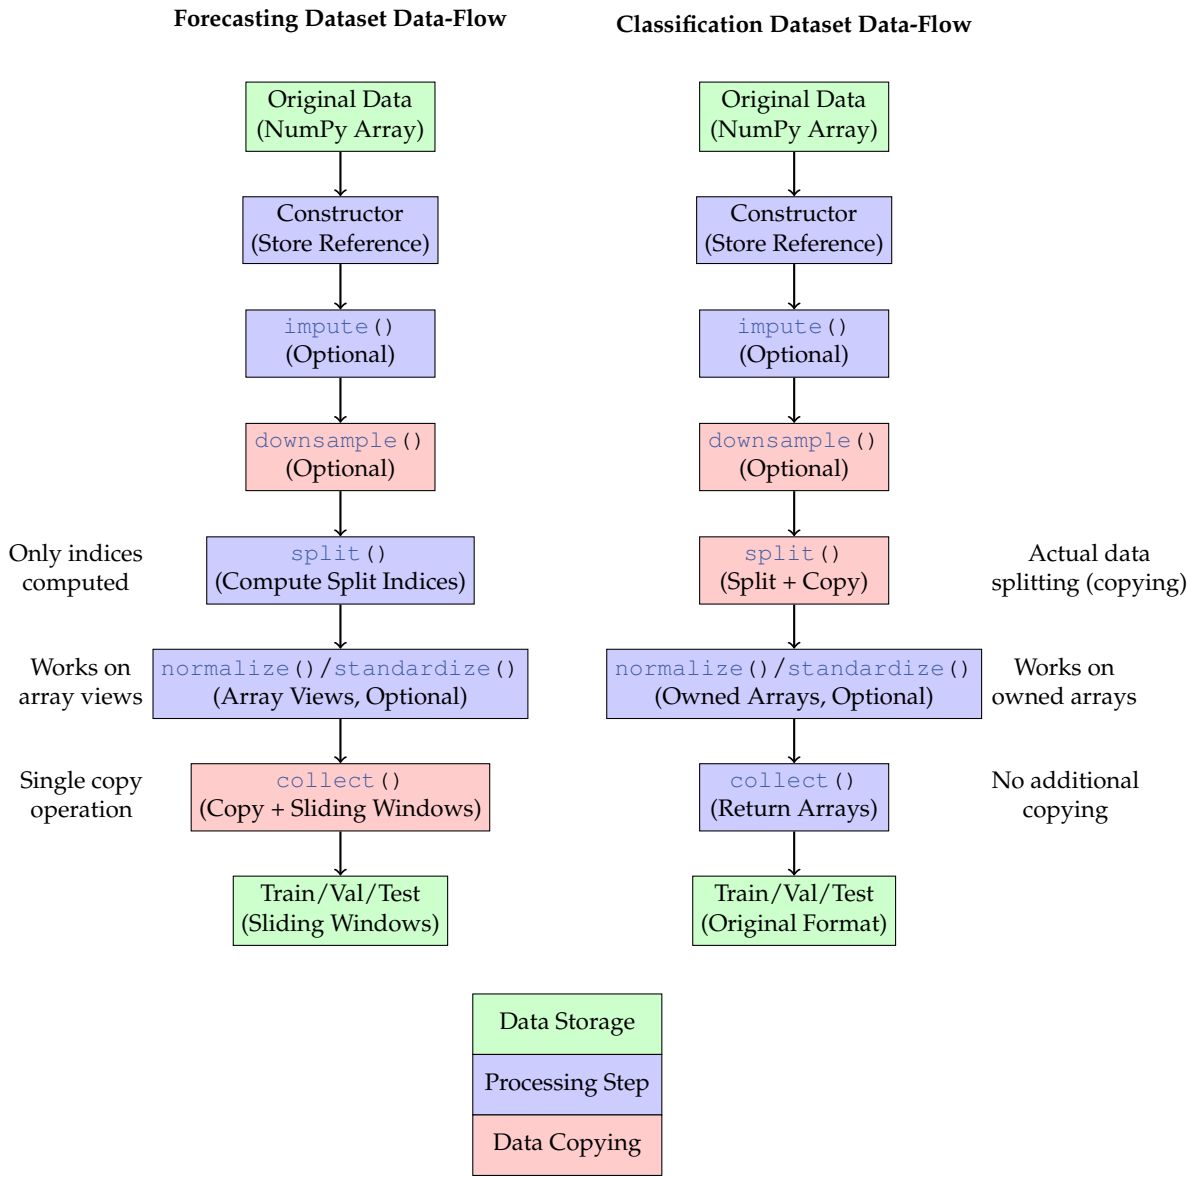 Forecasting Dataset Data-Flow
Original Data
(NumPy Array)
Constructor
(Store Reference)
impute()
(Optional)
downsample()
(Optional)
Only indices
computed
split()
(Compute Split Indices)
Works on
array views
normalize()/standardize()
(Array Views, Optional)
Single copy
operation
collect()
(Copy + Sliding Windows)
Train/Val/Test
(Sliding Windows)
Classification Dataset Data-Flow
Original Data
(NumPy Array)
Constructor
(Store Reference)
impute()
(Optional)
downsample()
(Optional)
split()
(Split + Copy)
Actual data
splitting (copying)
normalize()/standardize()
(Owned Arrays, Optional)
Works on
owned arrays
collect()
(Return Arrays)
No additional
copying
Train/Val/Test
(Original Format)
Data Storage
Processing Step
Data Copying